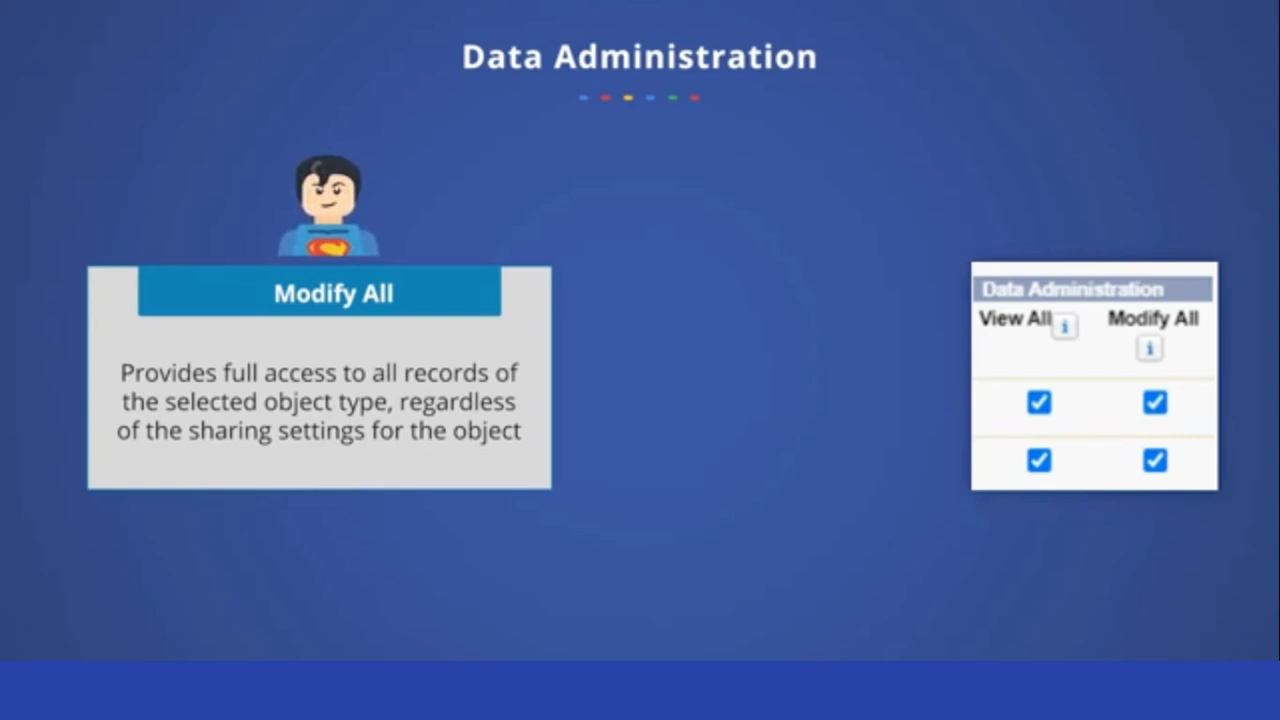 Data Administration
Modify All
Provides full access to all records of
the selected object type, regardless
of the sharing settings for the object
Data Administration
View All i Modify All
i